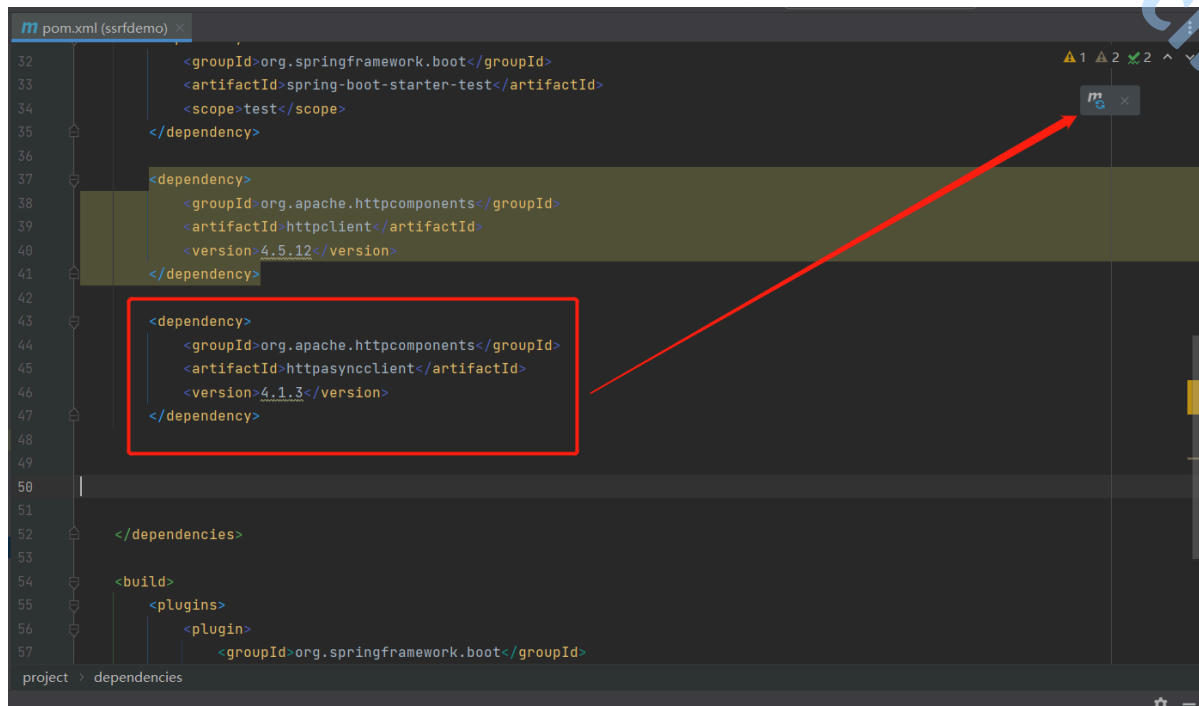 m pom.xml (ssrfdemo) ×
1 2 2
32 <groupId>org.springframework.boot</groupId>
33 <artifactId>spring-boot-starter-test</artifactId>
34 <scope>test</scope>
35 </dependency>
36
37 <dependency>
38 <groupId>org.apache.httpcomponents</groupId>
39 <artifactId>httpclient</artifactId>
40 <version>4.5.12</version>
41 </dependency>
42
43 <dependency>
44 <groupId>org.apache.httpcomponents</groupId>
45 <artifactId>httpasyncclient</artifactId>
46 <version>4.1.3</version>
47 </dependency>
48
49
50
51
52 </dependencies>
53
54 <build>
55 <plugins>
56 <plugin>
57 <groupId>org.springframework.boot</groupId>
project > dependencies